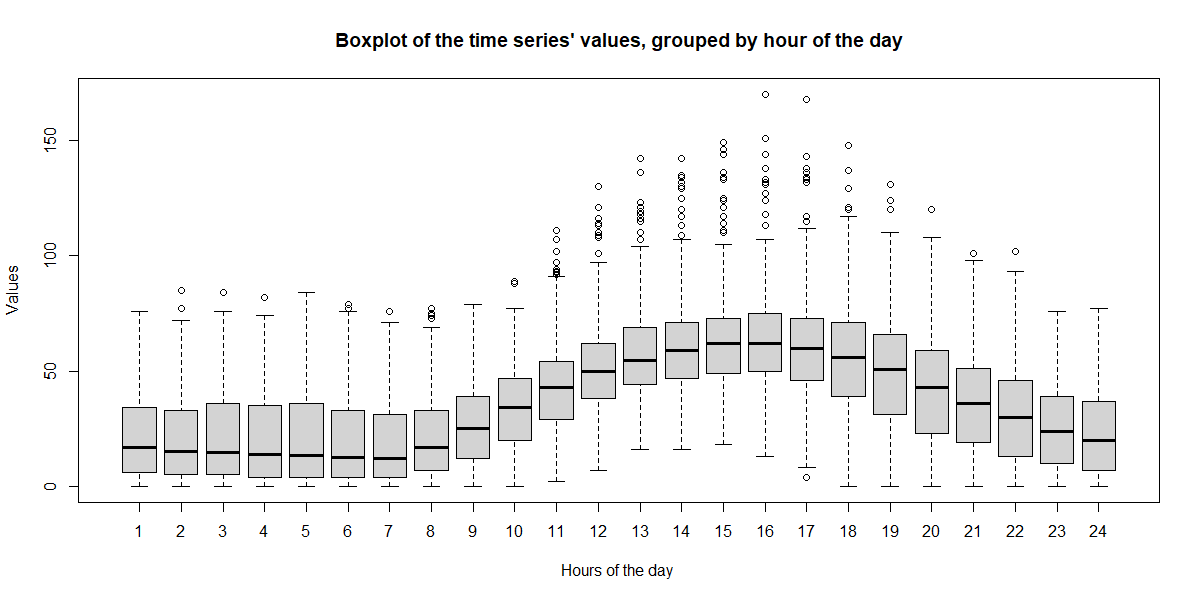 Boxplot of the time series' values, grouped by hour of the day
Values
150
100
50
0
1 2 3 4 5 6 7 8 9 10 11 12 13 14 15 16 17 18 19 20 21 22 23 24
Hours of the day